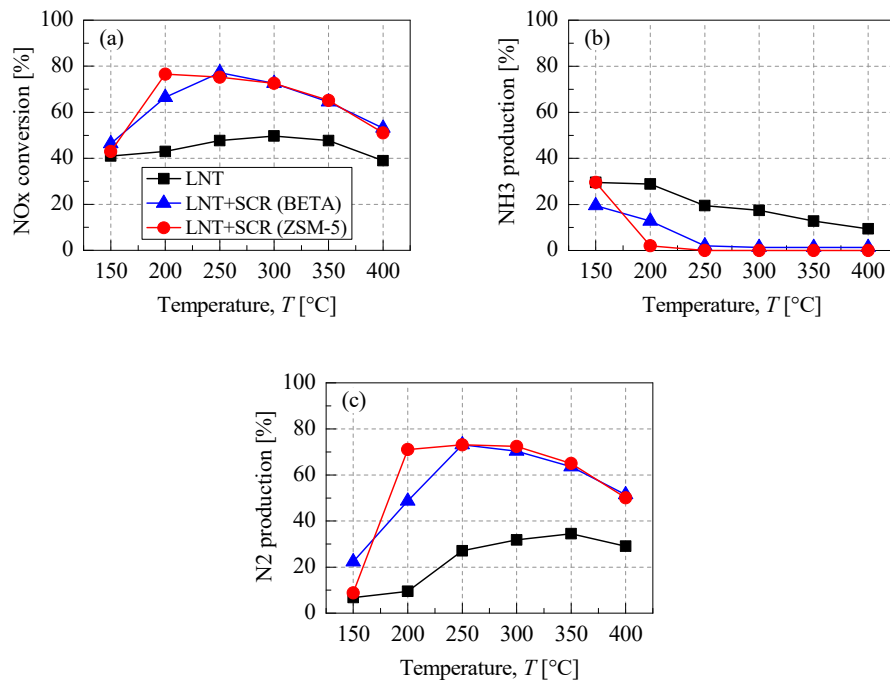 (a)
NOx conversion [%]
100
80
60
40
20
0
LNT
LNT+SCR (BETA)
LNT+SCR (ZSM-5)
150 200 250 300 350 400
Temperature, T [°C]
(b)
NH3 production [%]
100
80
60
40
20
0
150 200 250 300 350 400
Temperature, T [°C]
(c)
N2 production [%]
100
80
60
40
20
0
150 200 250 300 350 400
Temperature, T [°C]